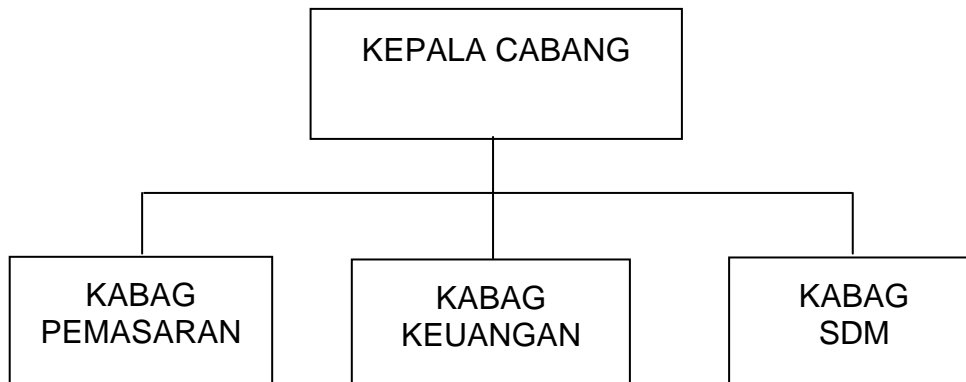 KEPALA CABANG
KABAG
PEMASARAN
KABAG
KEUANGAN
KABAG
SDM